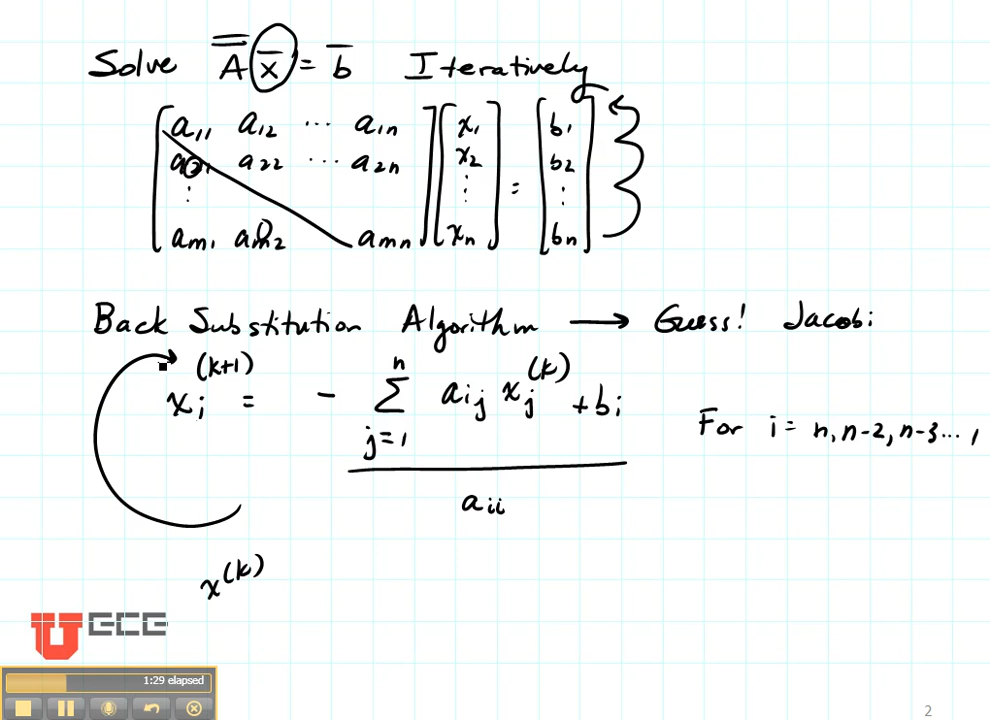 Solve A x = b Iteratively
a11 a12 ... a1n x1 b1
a22 ... a2n x2 = b2
⋮ ⋮ ⋮
am1 am2 amn xn bn
Back Substitution Algorithm → Guess! Jacobi
xi^(k+1) = - Σ_{j=1}^{n} aij xj^(k) + bi
For i = n, n-2, n-3 ... 1
aii
x^(k)
U ECE
1:29 elapsed
2